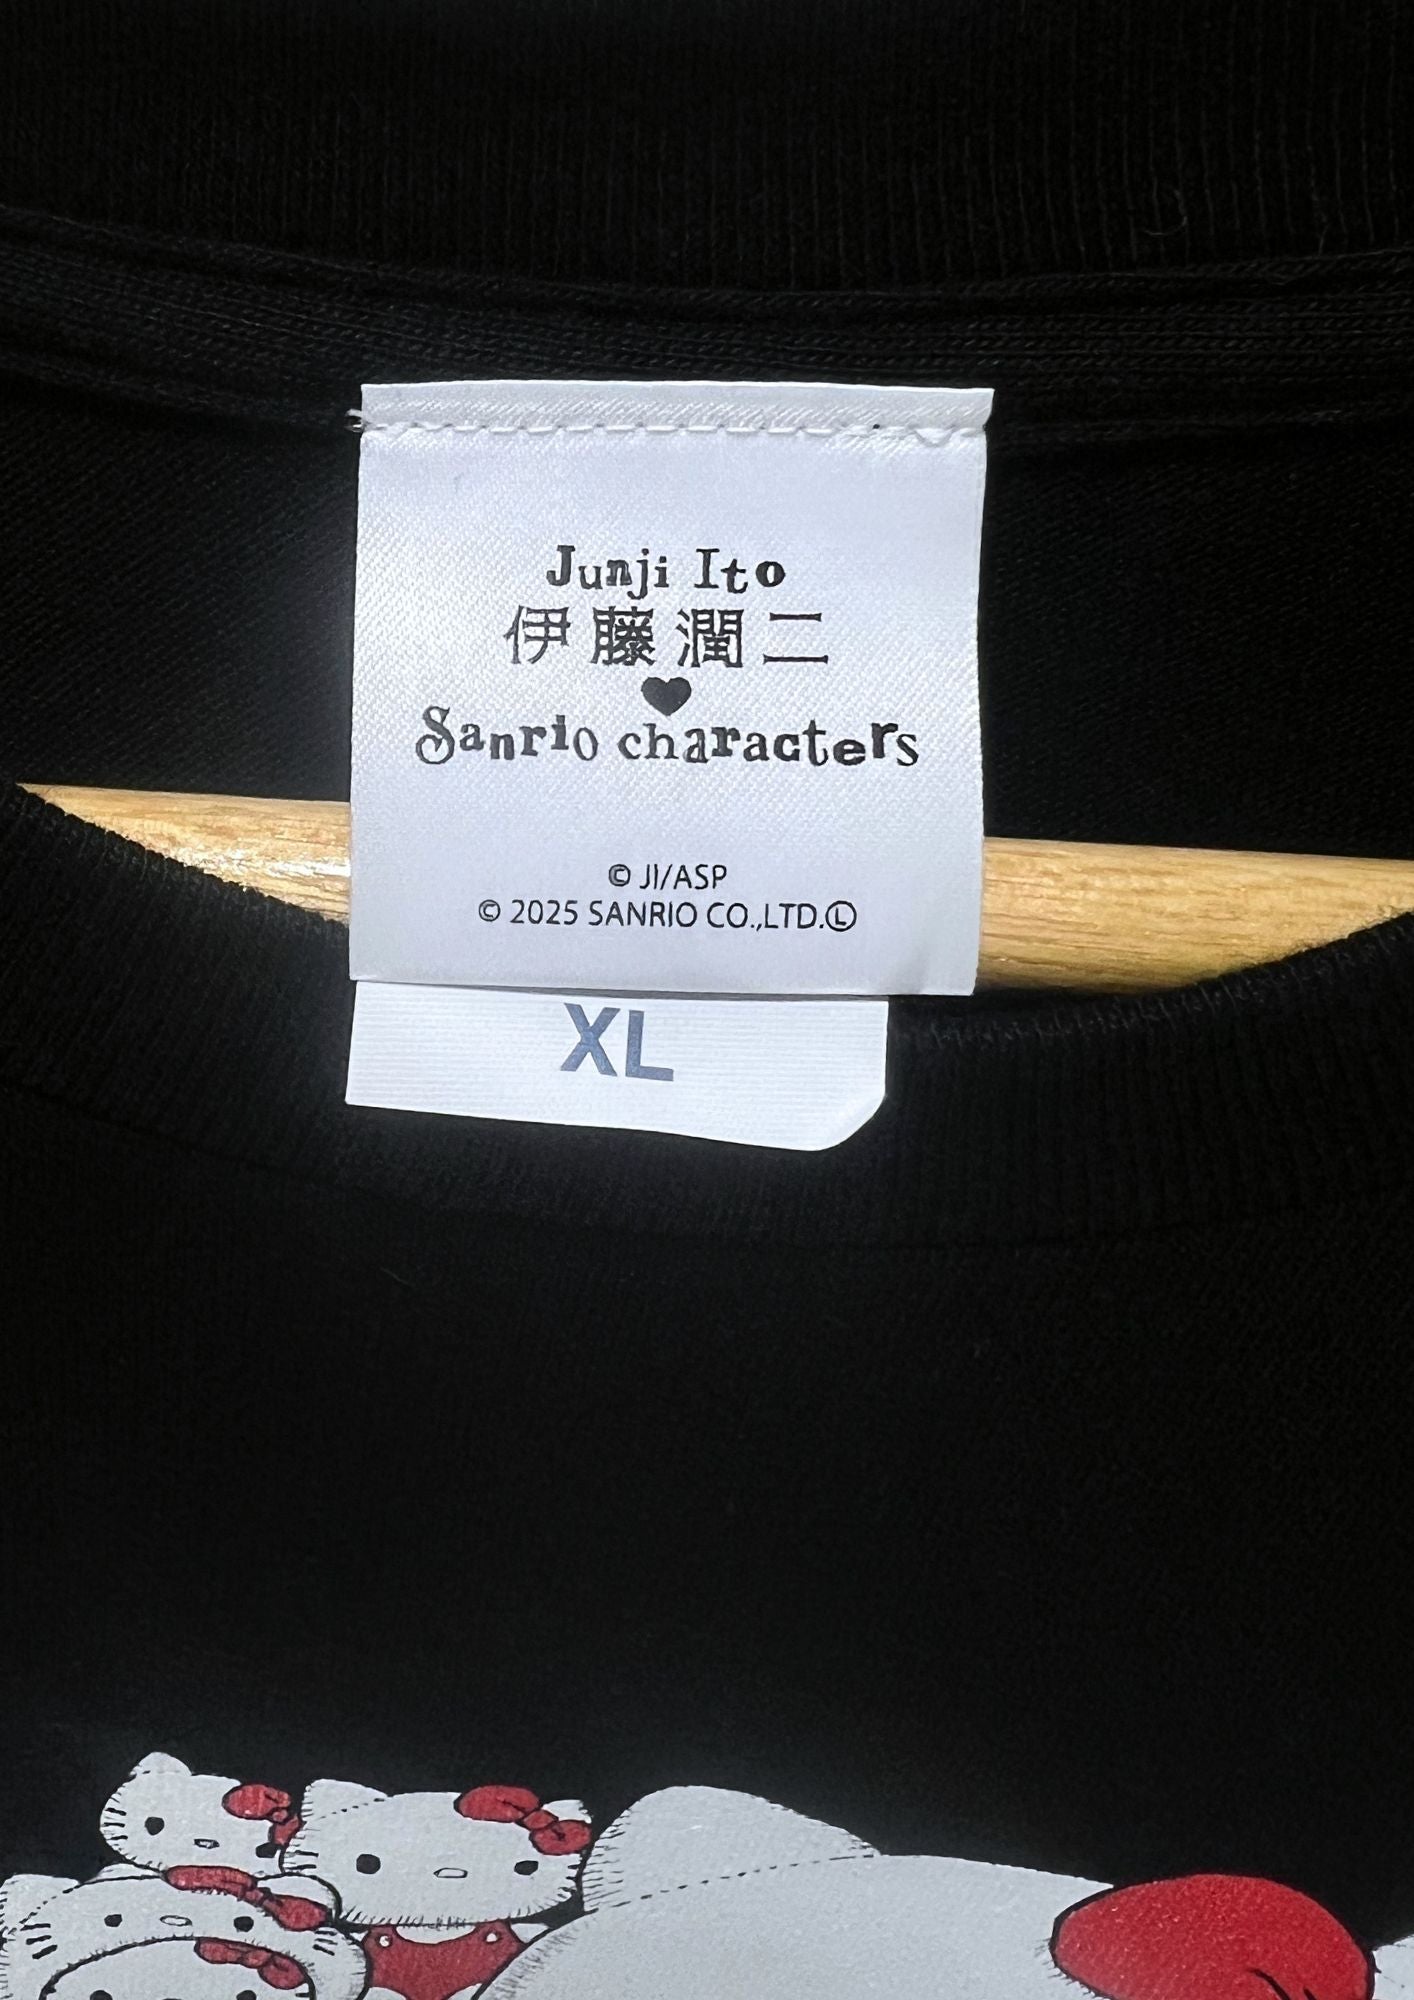 Junji Ito
伊藤潤二
♥
Sanrio characters
© JI/ASP
© 2025 SANRIO CO.,LTD.Ⓛ
XL